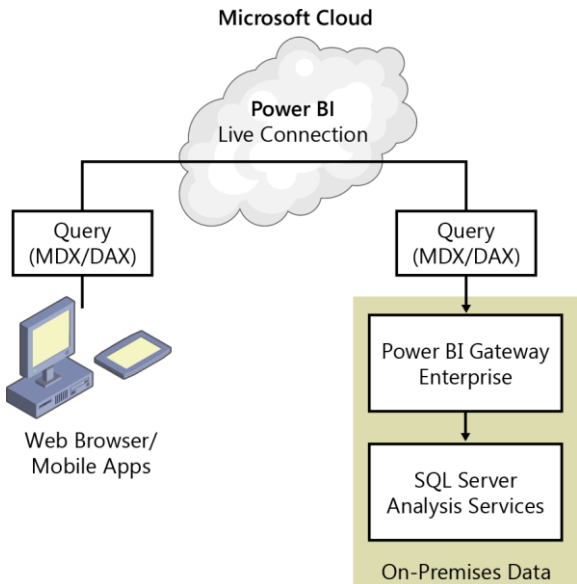 Microsoft Cloud
Power BI
Live Connection
Query
(MDX/DAX)
Query
(MDX/DAX)
Power BI Gateway
Enterprise
Web Browser/
Mobile Apps
SQL Server
Analysis Services
On-Premises Data